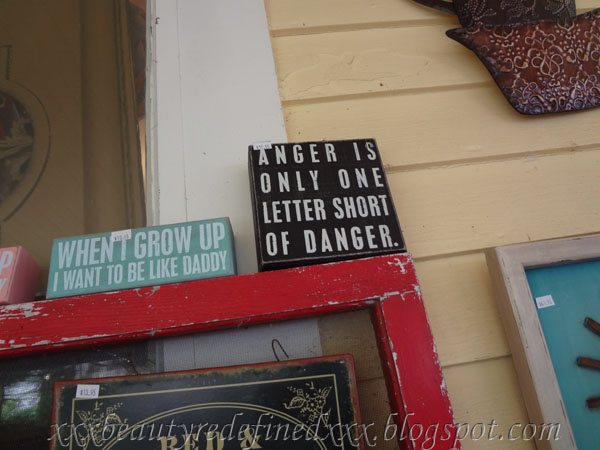 ANGER IS
ONLY ONE
LETTER SHORT
OF DANGER.
WHEN I GROW UP
I WANT TO BE LIKE DADDY
P
Y
BED &
xxxbeautyredefinedxxx.blogspot.com